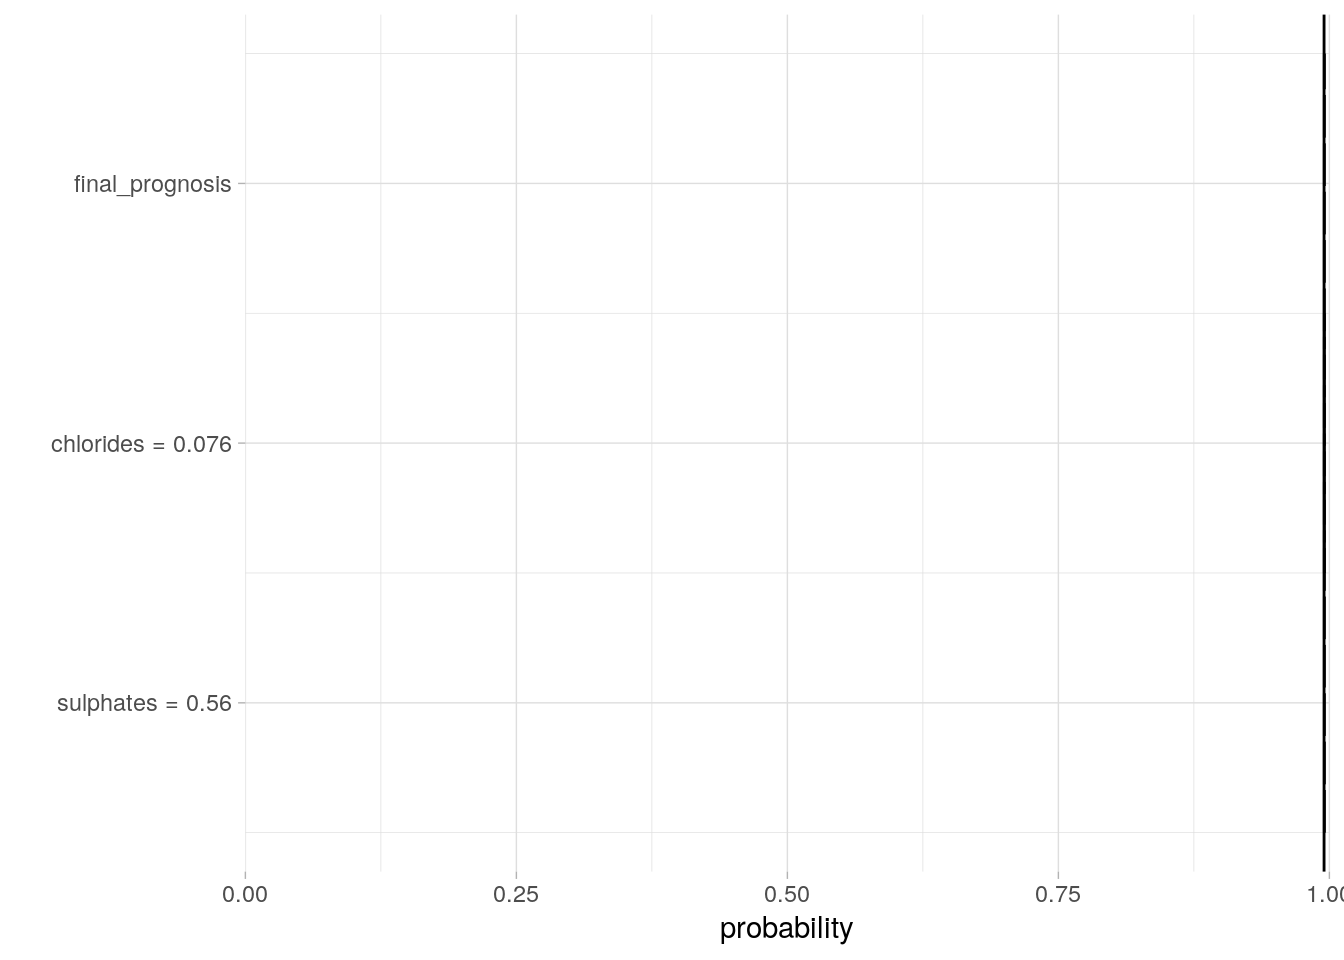 final_prognosis
chlorides = 0.076
sulphates = 0.56
0.00 0.25 0.50 0.75 1.00
probability